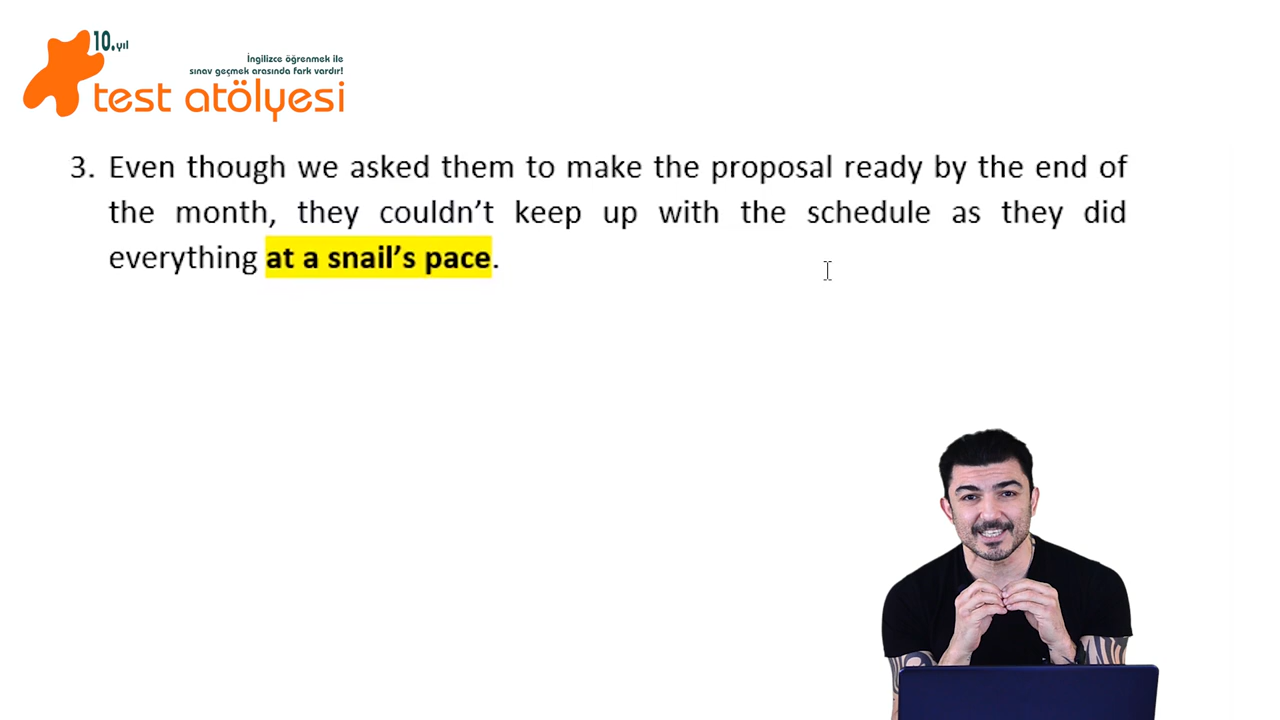 10.yıl
İngilizce öğrenmek ile
sınav geçmek arasında fark vardır!
test atölyesi
3. Even though we asked them to make the proposal ready by the end of
the month, they couldn’t keep up with the schedule as they did
everything at a snail’s pace.